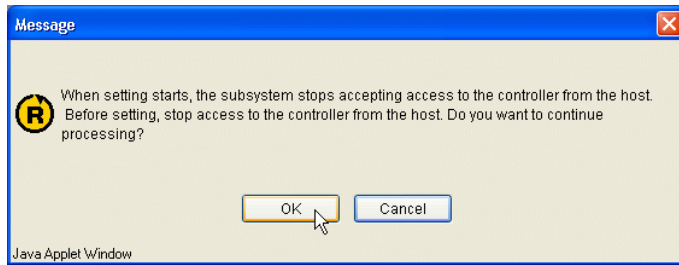 Message
R
When setting starts, the subsystem stops accepting access to the controller from the host.
Before setting, stop access to the controller from the host. Do you want to continue
processing?
OK
Cancel
Java Applet Window